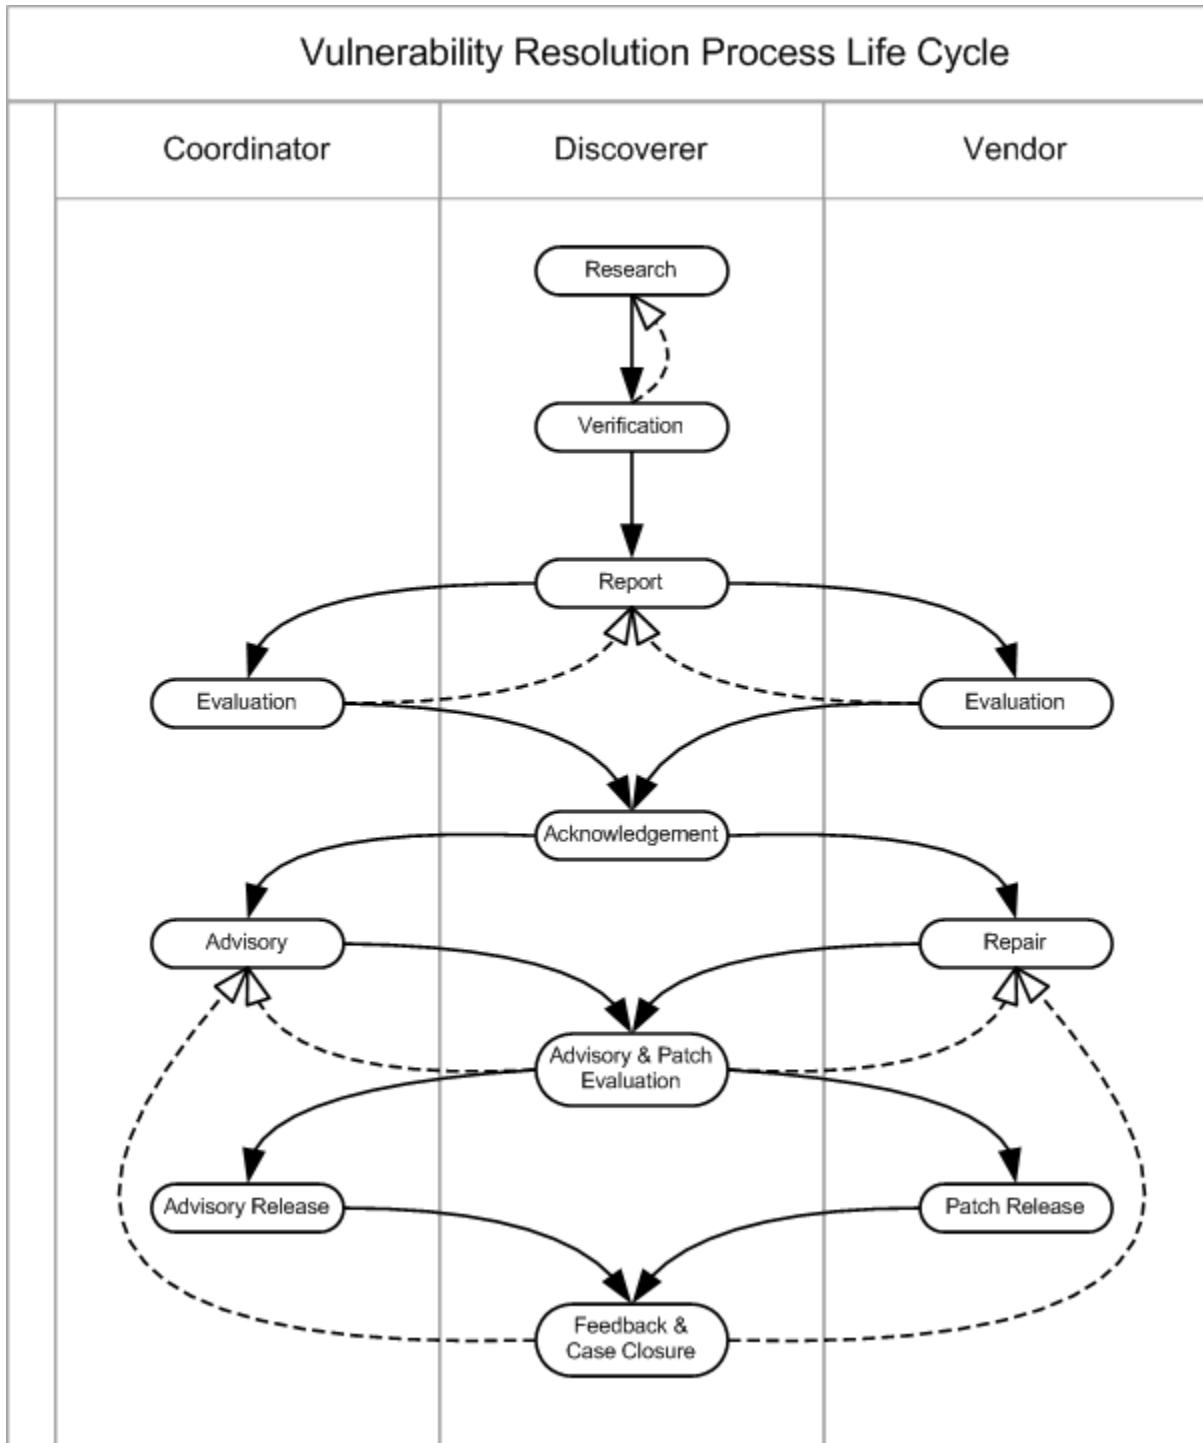 Vulnerability Resolution Process Life Cycle
Coordinator
Discoverer
Vendor
Research
Verification
Report
Evaluation
Evaluation
Acknowledgement
Advisory
Repair
Advisory & Patch
Evaluation
Advisory Release
Patch Release
Feedback &
Case Closure